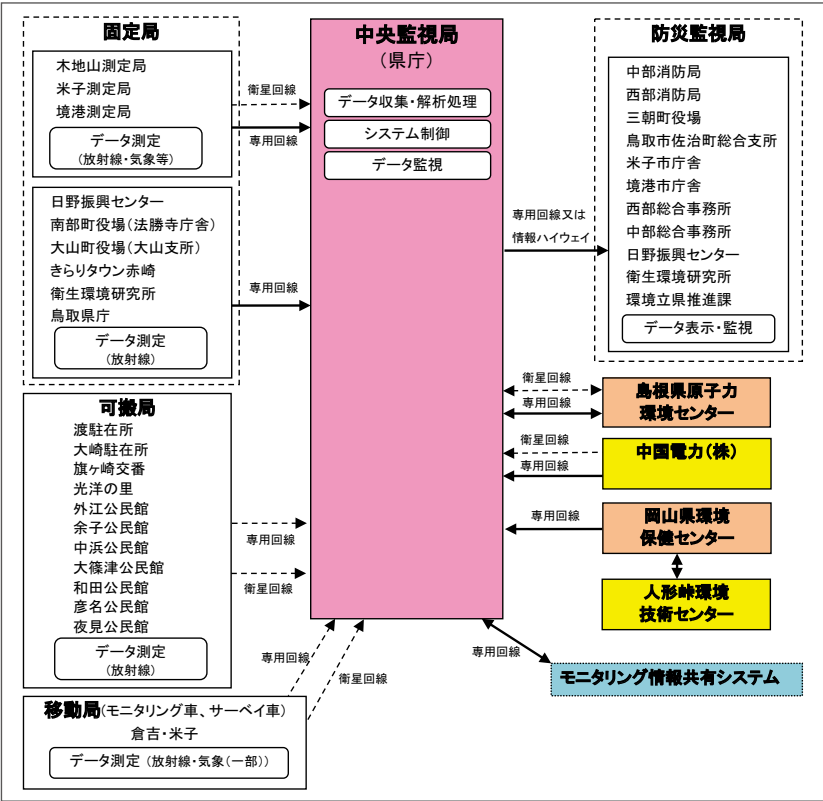 固定局
木地山測定局
米子測定局
境港測定局
データ測定
(放射線・気象等)
衛星回線
専用回線
日野振興センター
南部町役場(法勝寺庁舎)
大山町役場(大山支所)
きらりタウン赤崎
衛生環境研究所
鳥取県庁
データ測定
(放射線)
専用回線
可搬局
渡駐在所
大崎駐在所
旗ヶ崎交番
光洋の里
外江公民館
余子公民館
中浜公民館
大篠津公民館
和田公民館
彦名公民館
夜見公民館
データ測定
(放射線)
専用回線
衛星回線
移動局(モニタリング車、サーベイ車)
倉吉・米子
データ測定 (放射線・気象(一部))
専用回線
衛星回線
中央監視局
(県庁)
データ収集・解析処理
システム制御
データ監視
専用回線又は
情報ハイウェイ
防災監視局
中部消防局
西部消防局
三朝町役場
鳥取市佐治町総合支所
米子市庁舎
境港市庁舎
西部総合事務所
中部総合事務所
日野振興センター
衛生環境研究所
環境立県推進課
データ表示・監視
衛星回線
専用回線
島根県原子力
環境センター
衛星回線
専用回線
中国電力(株)
専用回線
岡山県環境
保健センター
人形峠環境
技術センター
専用回線
モニタリング情報共有システム